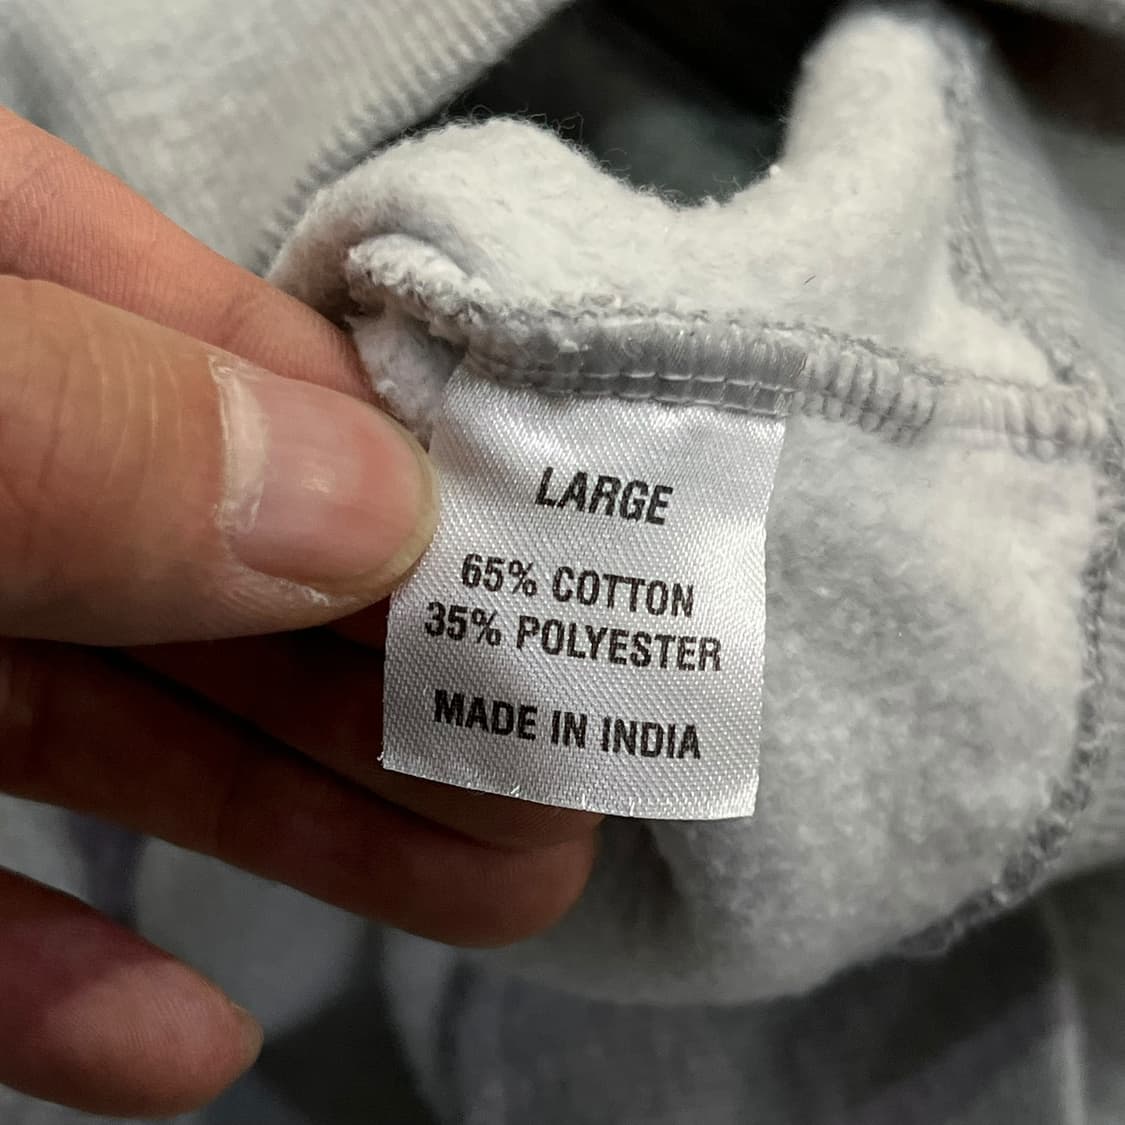 LARGE
65% COTTON
35% POLYESTER
MADE IN INDIA